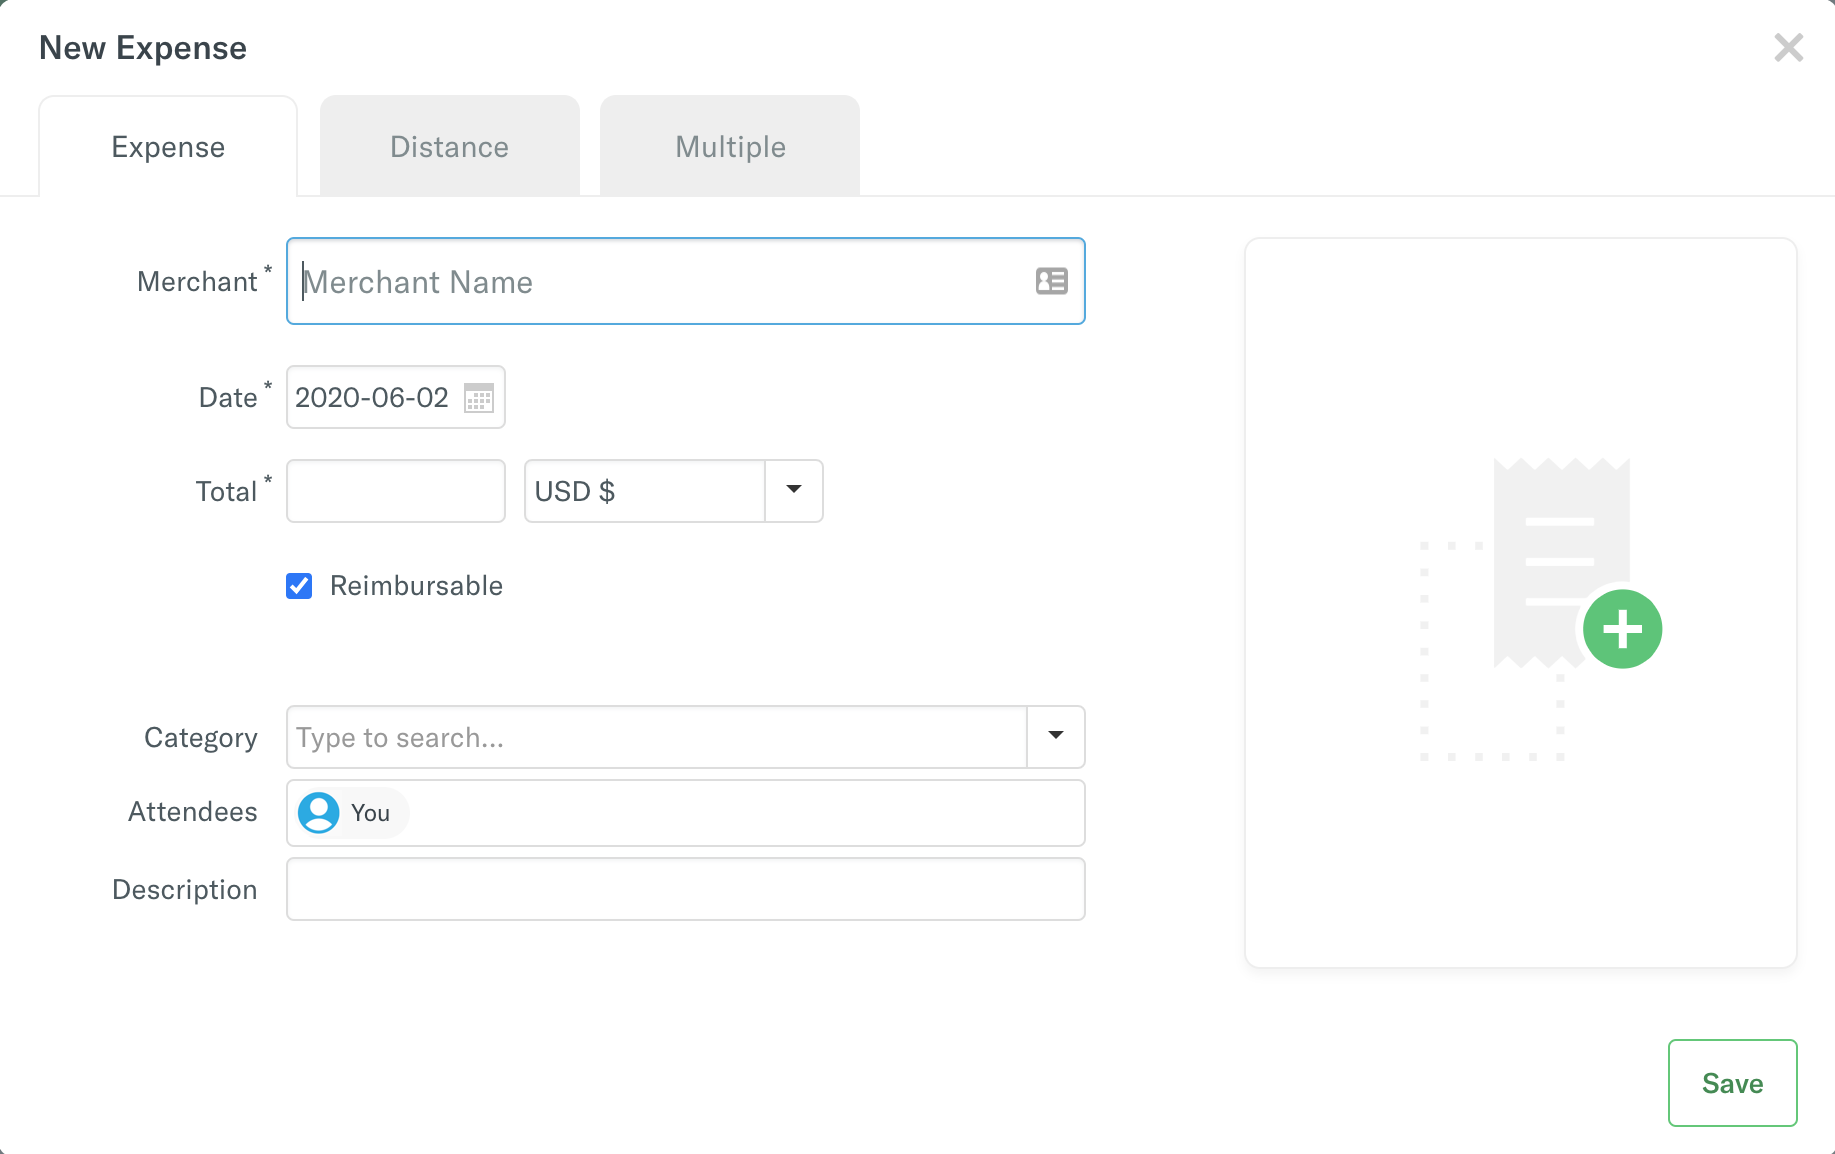 New Expense
Expense
Distance
Multiple
Merchant *
Merchant Name
Date *
2020-06-02
Total *
USD $
Reimbursable
Category
Type to search...
Attendees
You
Description
Save